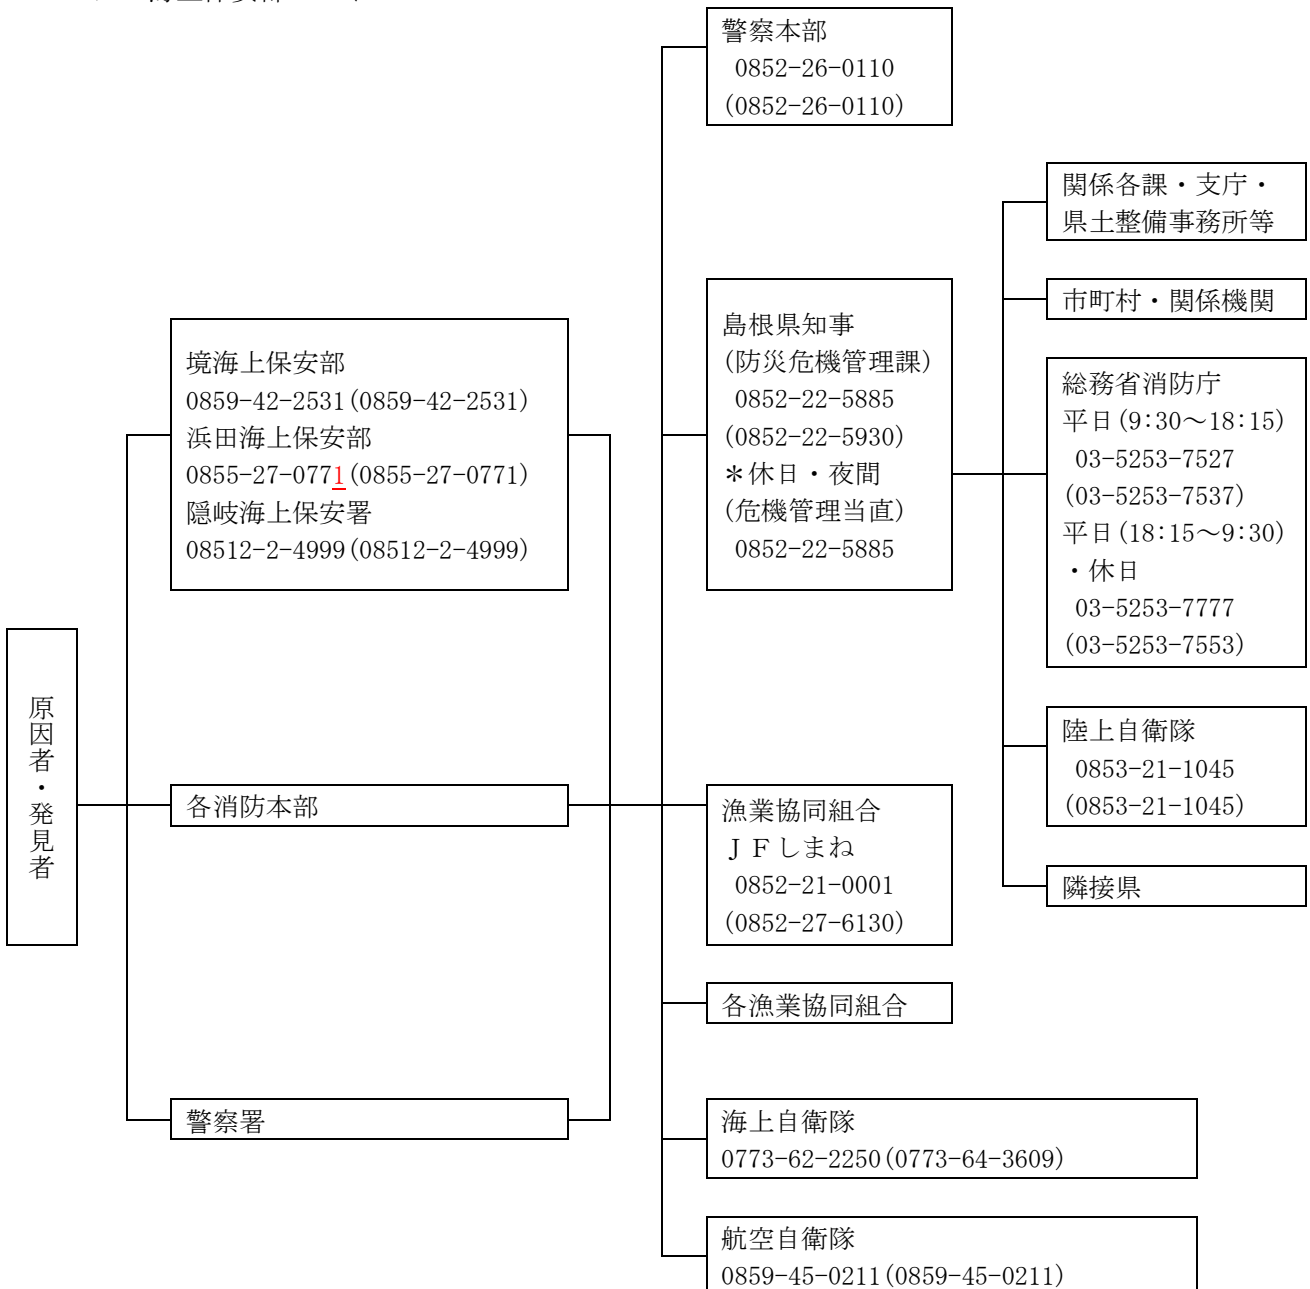 原因者・発見者
境海上保安部
0859-42-2531(0859-42-2531)
浜田海上保安部
0855-27-0771(0855-27-0771)
隠岐海上保安署
08512-2-4999(08512-2-4999)
各消防本部
警察署
警察本部
0852-26-0110
(0852-26-0110)
島根県知事
(防災危機管理課)
0852-22-5885
(0852-22-5930)
＊休日・夜間
(危機管理当直)
0852-22-5885
漁業協同組合
ＪＦしまね
0852-21-0001
(0852-27-6130)
各漁業協同組合
海上自衛隊
0773-62-2250(0773-64-3609)
航空自衛隊
0859-45-0211(0859-45-0211)
関係各課・支庁・
県土整備事務所等
市町村・関係機関
総務省消防庁
平日(9:30～18:15)
03-5253-7527
(03-5253-7537)
平日(18:15～9:30)
・休日
03-5253-7777
(03-5253-7553)
陸上自衛隊
0853-21-1045
(0853-21-1045)
隣接県